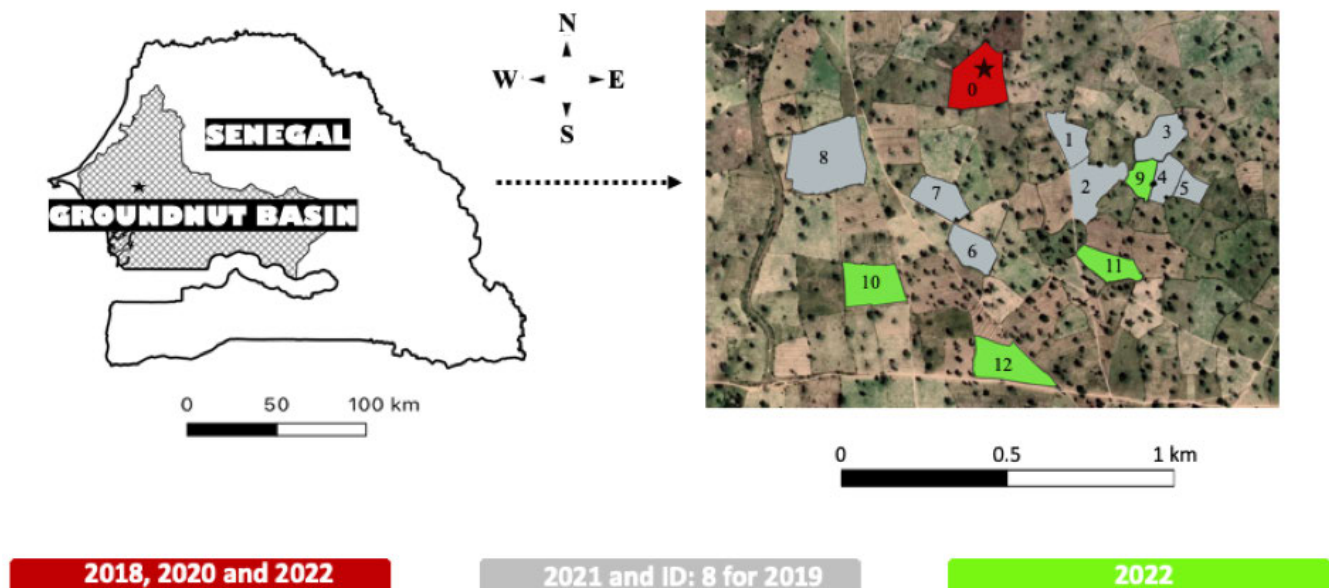 N
W E
S
SENEGAL
GROUNDNUT BASIN
0 50 100 km
0
1
3
8
9 4 5
7
2
6
10
11
12
0 0.5 1 km
2018, 2020 and 2022
2021 and ID: 8 for 2019
2022